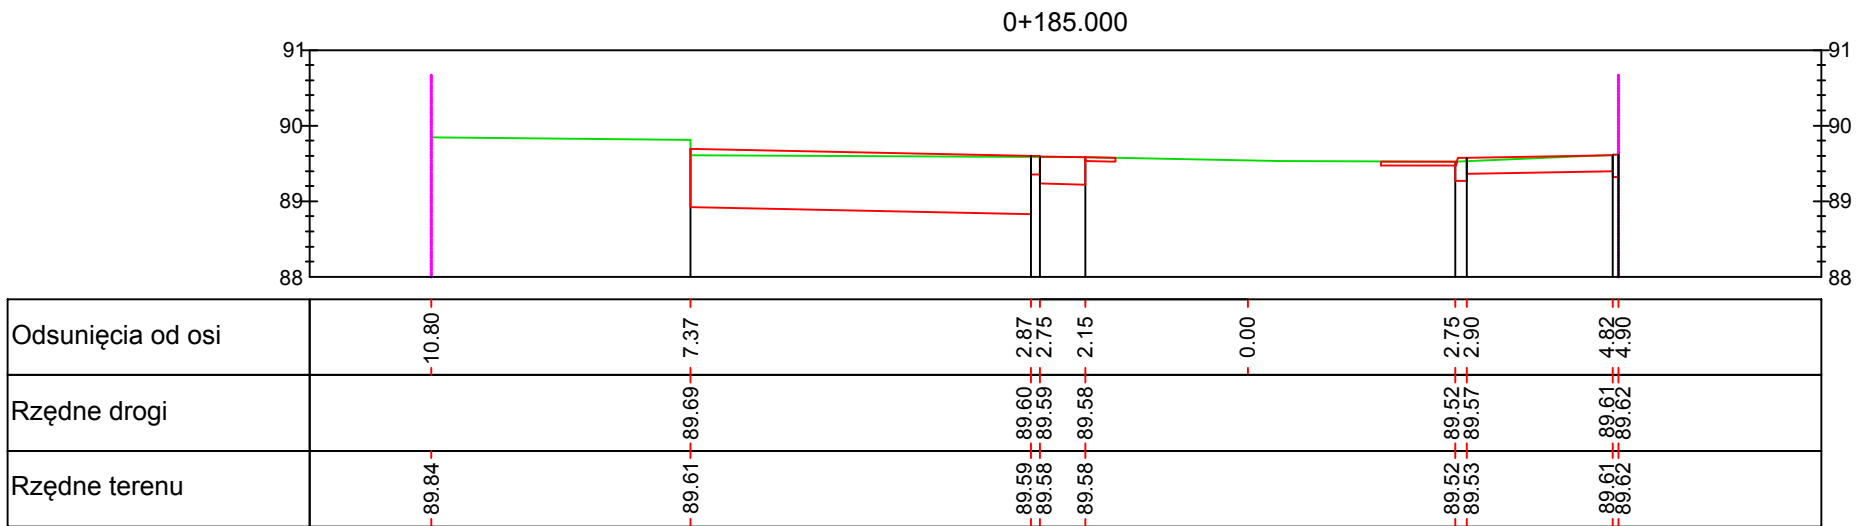 0+185.000
91 91
90 90
89 89
88 88
Odsunięcia od osi 10.80 7.37 2.87 2.75 2.15 0.00 2.75 2.90 4.82 4.90
Rzędne drogi 89.69 89.60 89.59 89.58 89.52 89.57 89.61 89.62
Rzędne terenu 89.84 89.61 89.59 89.58 89.58 89.52 89.53 89.61 89.62